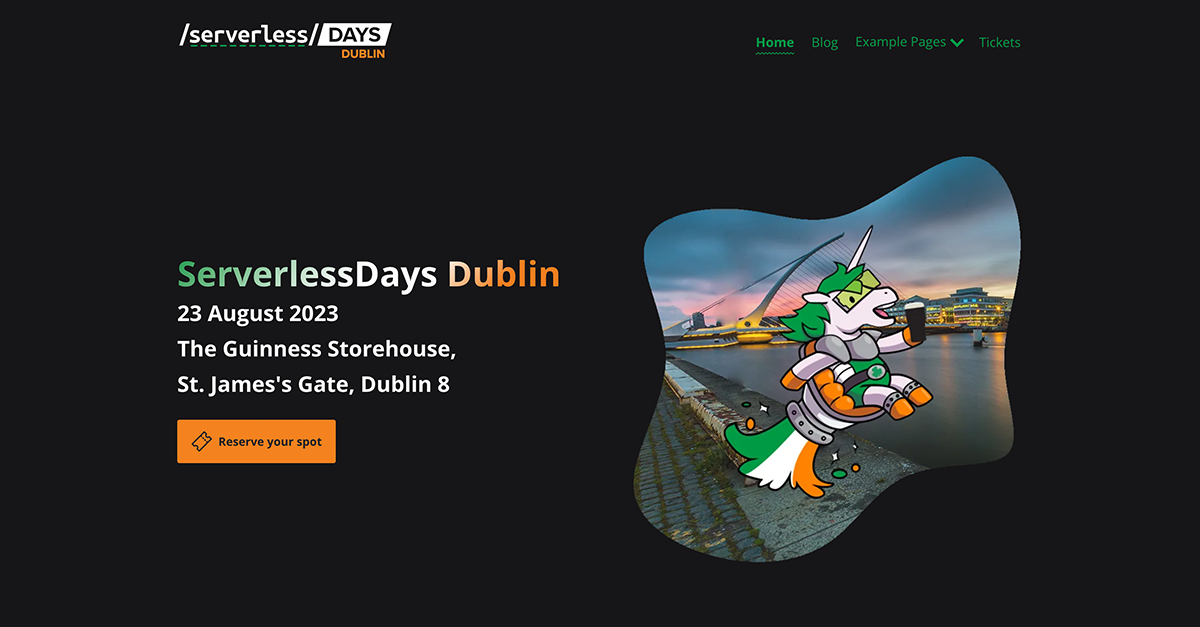 /serverless/DAYS
DUBLIN
Home
Blog
Example Pages
Tickets
ServerlessDays Dublin
23 August 2023
The Guinness Storehouse,
St. James's Gate, Dublin 8
Reserve your spot